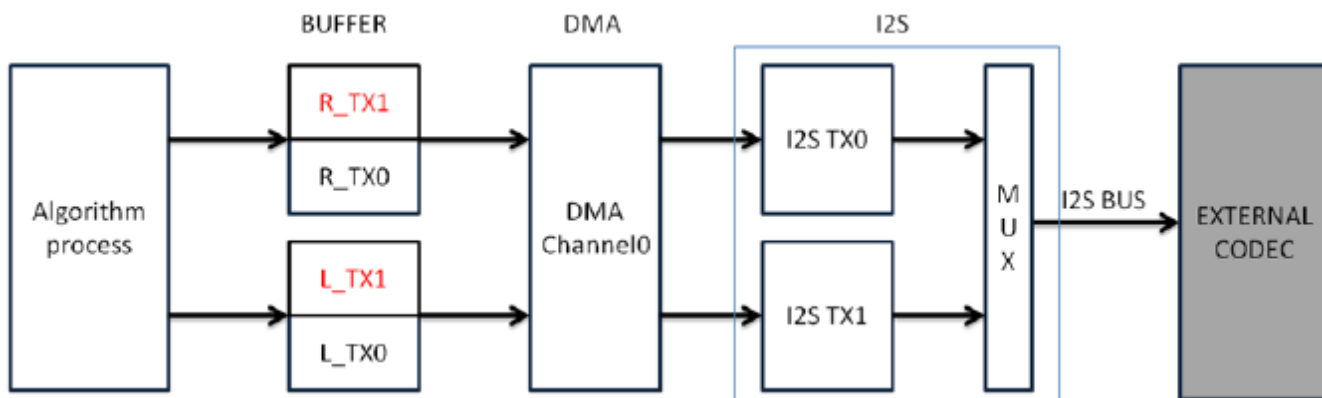 BUFFER
DMA
I2S
Algorithm
process
R_TX1
R_TX0
L_TX1
L_TX0
DMA
Channel0
I2S TX0
I2S TX1
M
U
X
I2S BUS
EXTERNAL
CODEC